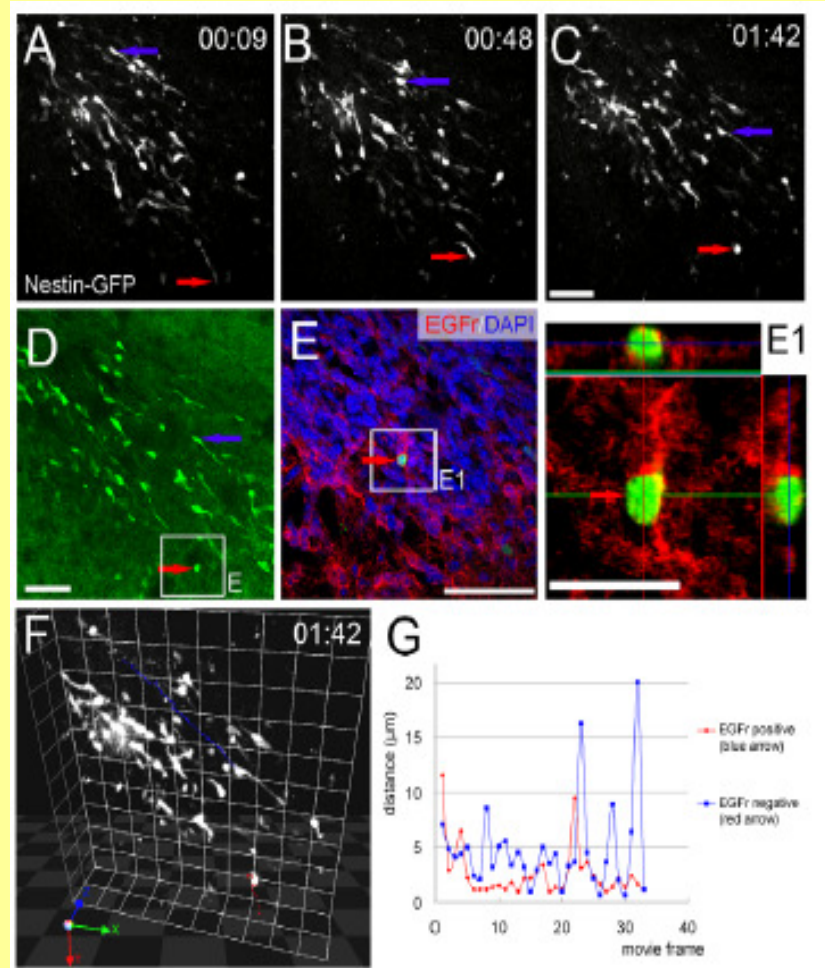 A 00:09
B 00:48
C 01:42
Nestin-GFP
D
E
E EGFr/DAPI
E1
E1
F 01:42
X
G
20
15
10
5
0
distance (µm)
0 10 20 30 40
movie frame
EGFr positive
(blue arrow)
EGFr negative
(red arrow)